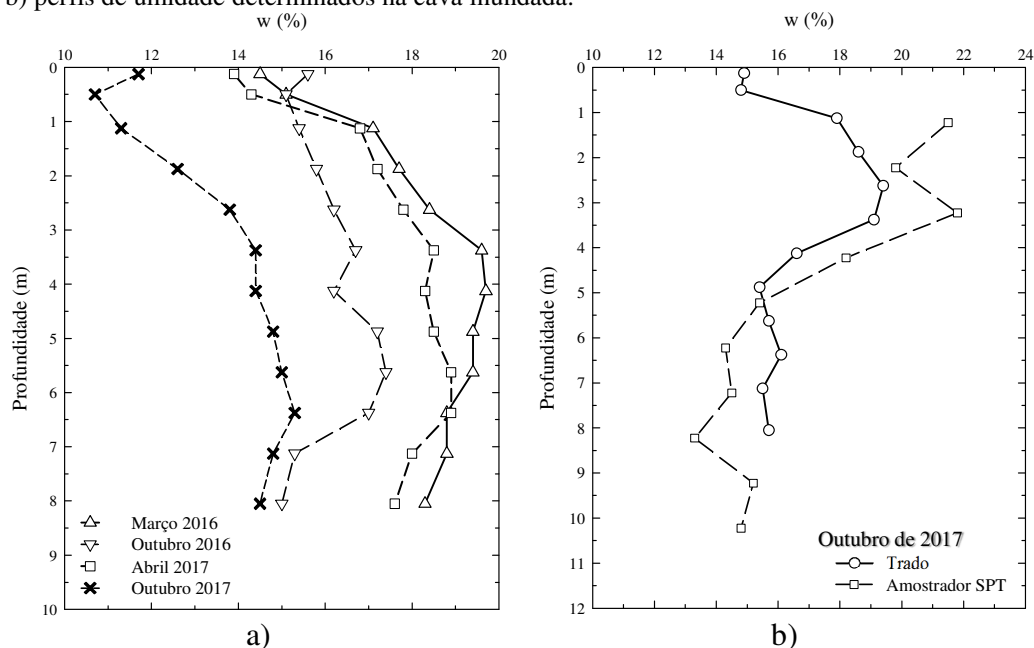 b) perfis de umidade determinados na cava inundada.
w (%)
10 12 14 16 18 20
0
1
2
3
4
5
6
7
8
9
10
Profundidade (m)
Março 2016
Outubro 2016
Abril 2017
Outubro 2017
a)
w (%)
10 12 14 16 18 20 22 24
0
1
2
3
4
5
6
7
8
9
10
11
12
Profundidade (m)
Outubro de 2017
Trado
Amostrador SPT
b)